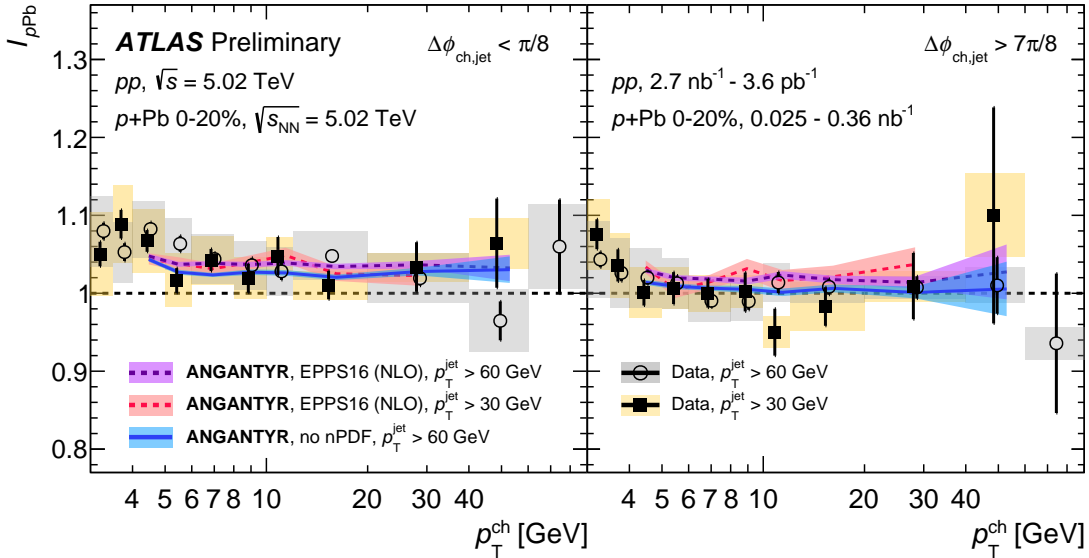 I_pPb
1.3
1.2
1.1
1
0.9
0.8
ATLAS Preliminary
Δϕ_ch,jet < π/8
pp, √s = 5.02 TeV
p+Pb 0-20%, √s_NN = 5.02 TeV
ANGANTYR, EPPS16 (NLO), p_T^jet > 60 GeV
ANGANTYR, EPPS16 (NLO), p_T^jet > 30 GeV
ANGANTYR, no nPDF, p_T^jet > 60 GeV
4 5 6 7 10 20 30 40
p_T^ch [GeV]
Δϕ_ch,jet > 7π/8
pp, 2.7 nb⁻¹ - 3.6 pb⁻¹
p+Pb 0-20%, 0.025 - 0.36 nb⁻¹
Data, p_T^jet > 60 GeV
Data, p_T^jet > 30 GeV
4 5 6 7 10 20 30 40
p_T^ch [GeV]